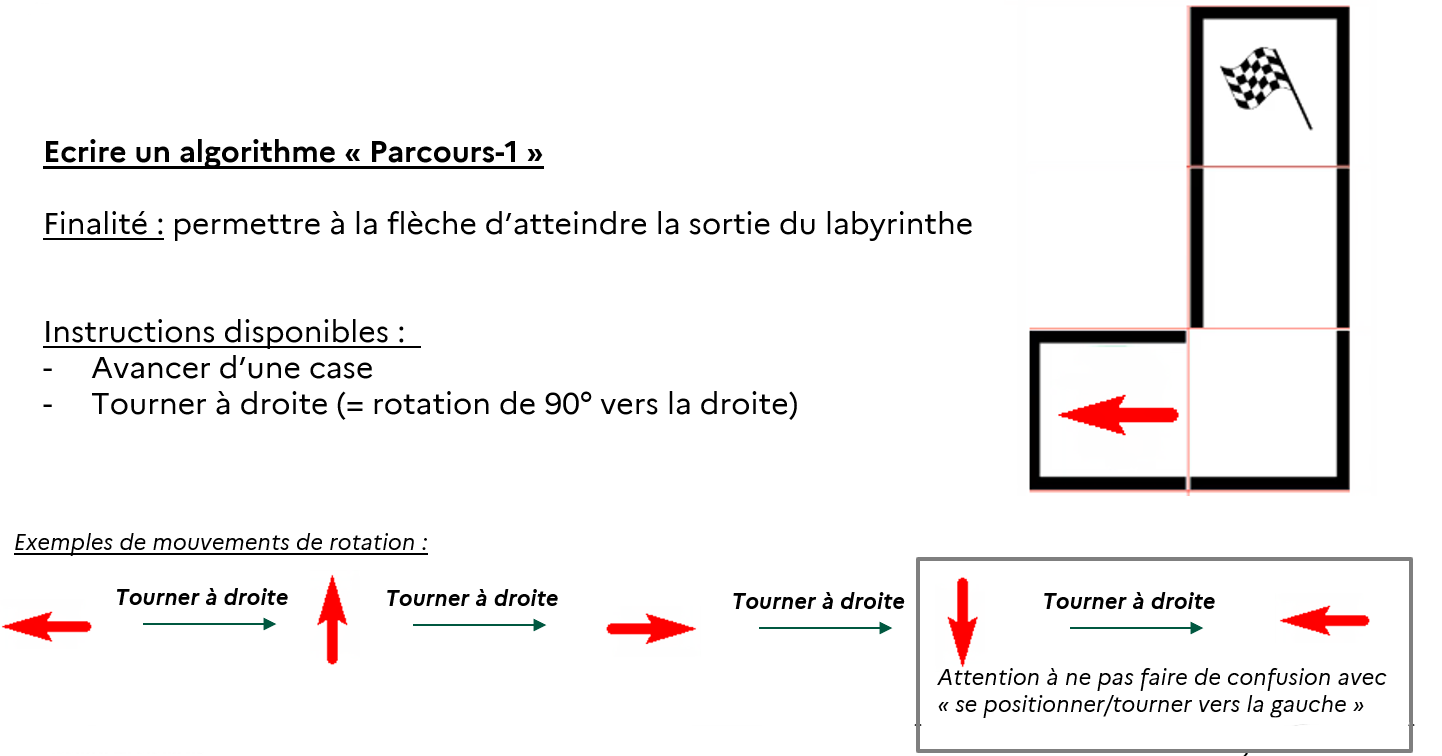 Ecrire un algorithme « Parcours-1 »
Finalité : permettre à la flèche d’atteindre la sortie du labyrinthe
Instructions disponibles :
- Avancer d’une case
- Tourner à droite (= rotation de 90° vers la droite)
Exemples de mouvements de rotation :
Tourner à droite
Tourner à droite
Tourner à droite
Tourner à droite
Attention à ne pas faire de confusion avec
« se positionner/tourner vers la gauche »